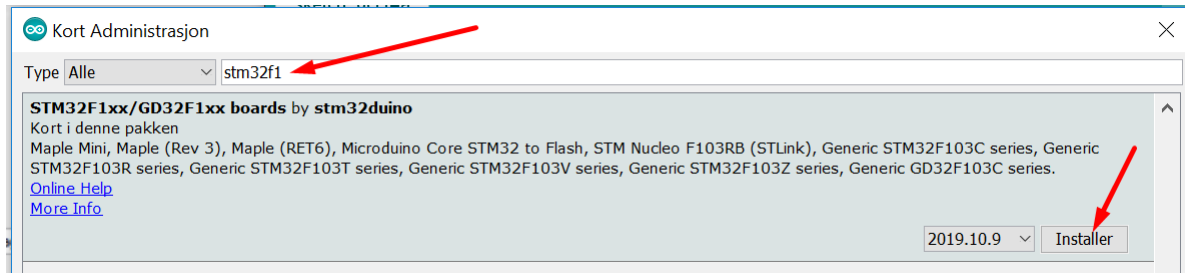 Kort Administrasjon
Type Alle stm32f1
STM32F1xx/GD32F1xx boards by stm32duino
Kort i denne pakken
Maple Mini, Maple (Rev 3), Maple (RET6), Microduino Core STM32 to Flash, STM Nucleo F103RB (STLink), Generic STM32F103C series, Generic
STM32F103R series, Generic STM32F103T series, Generic STM32F103V series, Generic STM32F103Z series, Generic GD32F103C series.
Online Help
More Info
2019.10.9 Installer